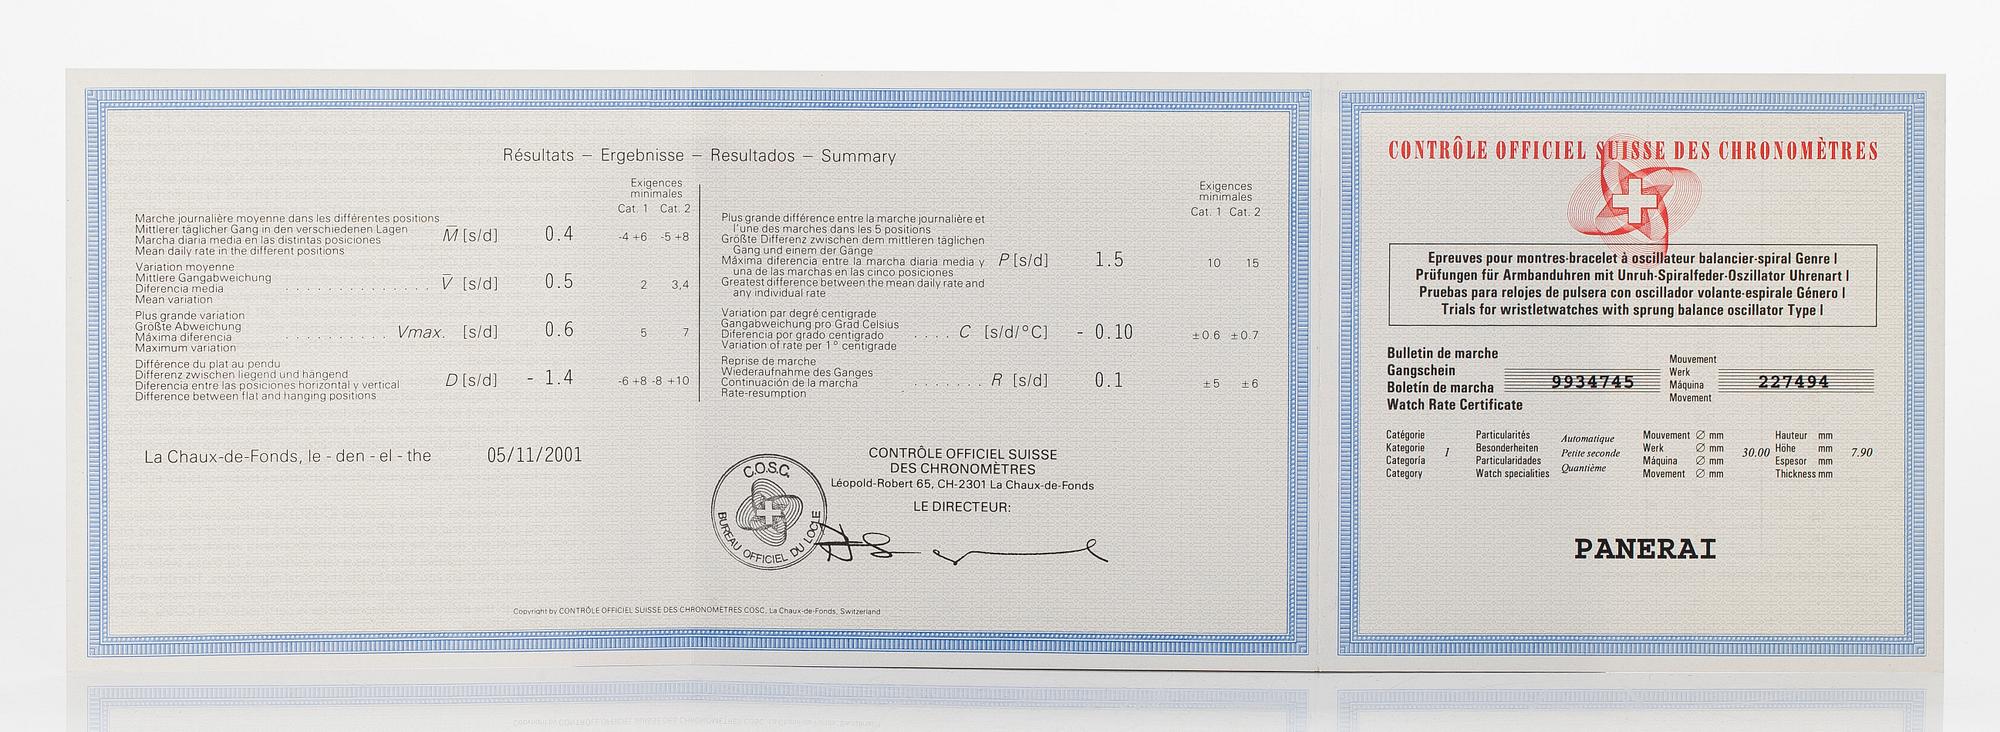 Résultats – Ergebnisse – Resultados – Summary
Exigences
minimales
Cat. 1 Cat. 2
Marche journalière moyenne dans les différentes positions
Mittlerer täglicher Gang in den verschiedenen Lagen
Marcha diaria media en las distintas posiciones
Mean daily rate in the different positions
M̅ [s/d] 0.4 -4 +6 -5 +8
Variation moyenne
Mittlere Gangabweichung
Diferencia media
Mean variation
. . . . . . . . . . . . . . V̅ [s/d] 0.5 2 3,4
Plus grande variation
Größte Abweichung
Máxima diferencia
Maximum variation
. . . . . . . . . . Vmax. [s/d] 0.6 5 7
Différence du plat au pendu
Differenz zwischen liegend und hängend
Diferencia entre las posiciones horizontal y vertical
Difference between flat and hanging positions
D [s/d] - 1.4 -6 +8 -8 +10
Exigences
minimales
Cat. 1 Cat. 2
Plus grande différence entre la marche journalière et
l'une des marches dans les 5 positions
Größte Differenz zwischen dem mittleren täglichen
Gang und einem der Gänge
Máxima diferencia entre la marcha diaria media y
una de las marchas en las cinco posiciones
Greatest difference between the mean daily rate and
any individual rate
P [s/d] 1.5 10 15
Variation par degré centigrade
Gangabweichung pro Grad Celsius
Diferencia por grado centigrado
Variation of rate per 1° centigrade
. . . . C [s/d/°C] - 0.10 ±0.6 ±0.7
Reprise de marche
Wiederaufnahme des Ganges
Continuación de la marcha
Rate-resumption
. . . . . . . R [s/d] 0.1 ±5 ±6
La Chaux-de-Fonds, le - den - el - the 05/11/2001
C.O.S.C.
BUREAU OFFICIEL DU LOCLE
CONTRÔLE OFFICIEL SUISSE
DES CHRONOMÈTRES
Léopold-Robert 65, CH-2301 La Chaux-de-Fonds
LE DIRECTEUR:
Copyright by CONTRÔLE OFFICIEL SUISSE DES CHRONOMÈTRES COSC, La Chaux-de-Fonds, Switzerland
CONTRÔLE OFFICIEL SUISSE DES CHRONOMÈTRES
Epreuves pour montres-bracelet à oscillateur balancier-spiral Genre I
Prüfungen für Armbanduhren mit Unruh-Spiralfeder-Oszillator Uhrenart I
Pruebas para relojes de pulsera con oscillador volante-espirale Género I
Trials for wristletwatches with sprung balance oscillator Type I
Bulletin de marche
Gangschein
Boletín de marcha
Watch Rate Certificate
9934745
Mouvement
Werk
Máquina
Movement
227494
Catégorie
Kategorie
Categoria
Category
1
Particularités
Besonderheiten
Particularidades
Watch specialities
Automatique
Petite seconde
Quantième
Mouvement ∅ mm
Werk ∅ mm
Máquina ∅ mm
Movement ∅ mm
30.00
Hauteur mm
Höhe mm
Espesor mm
Thickness mm
7.90
PANERAI